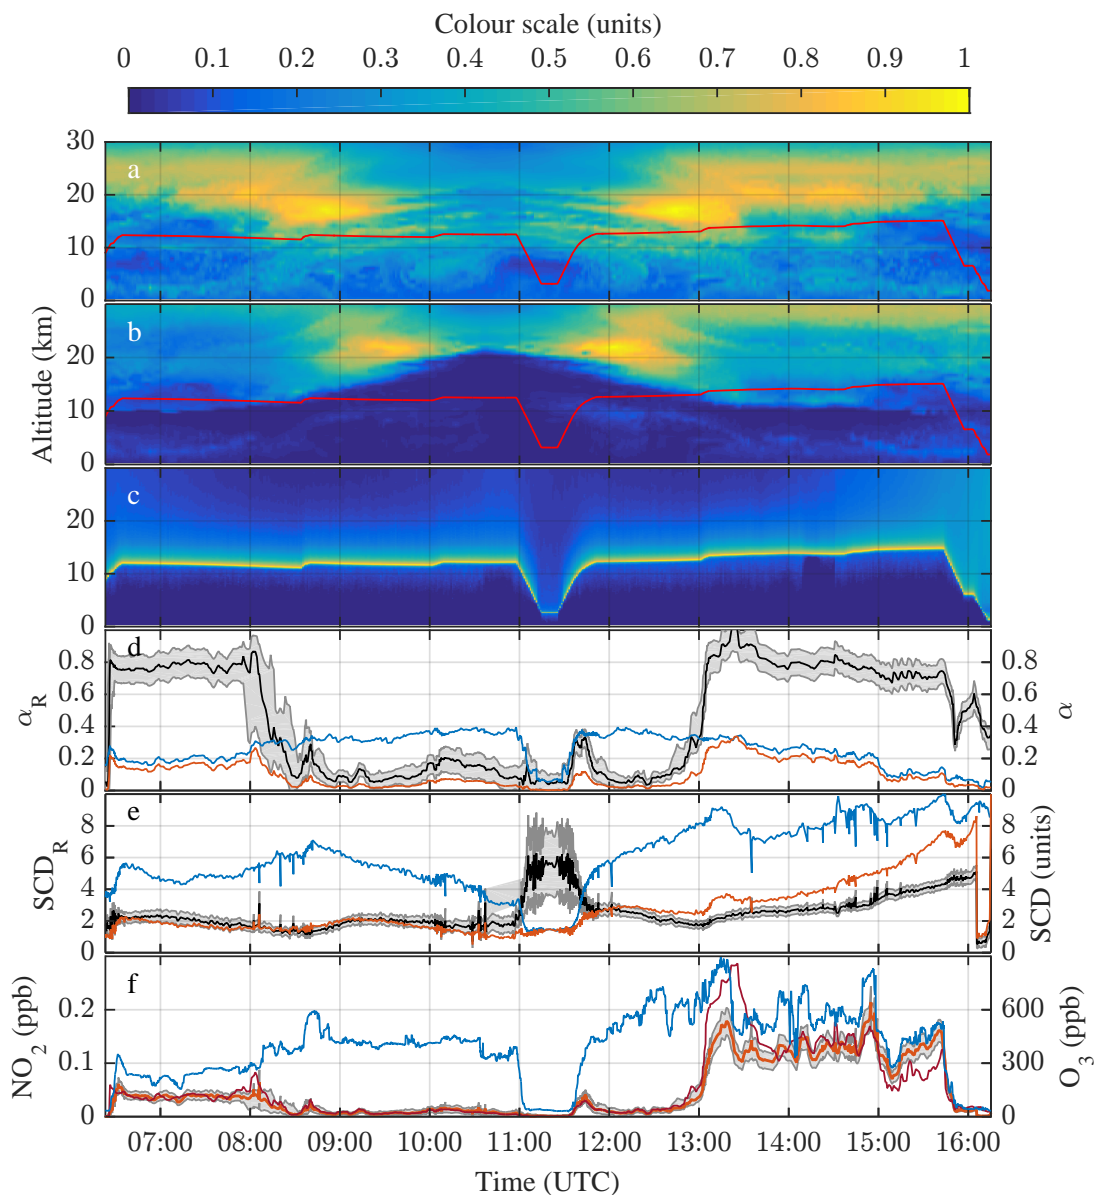 Colour scale (units)
0 0.1 0.2 0.3 0.4 0.5 0.6 0.7 0.8 0.9 1
a
30
20
10
0
b
20
10
0
Altitude (km)
c
20
10
0
d
0.8
0.6
0.4
0.2
0
α_R
0.8
0.6
0.4
0.2
0
α
e
8
6
4
2
0
SCD_R
8
6
4
2
0
SCD (units)
f
0.2
0.1
0
NO_2 (ppb)
600
300
0
O_3 (ppb)
07:00 08:00 09:00 10:00 11:00 12:00 13:00 14:00 15:00 16:00
Time (UTC)